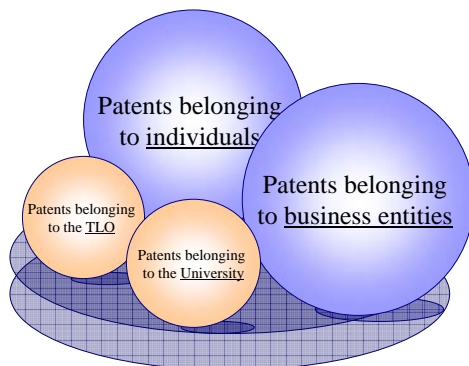 Patents belonging
to individuals
Patents belonging
to business entities
Patents belonging
to the TLO
Patents belonging
to the University